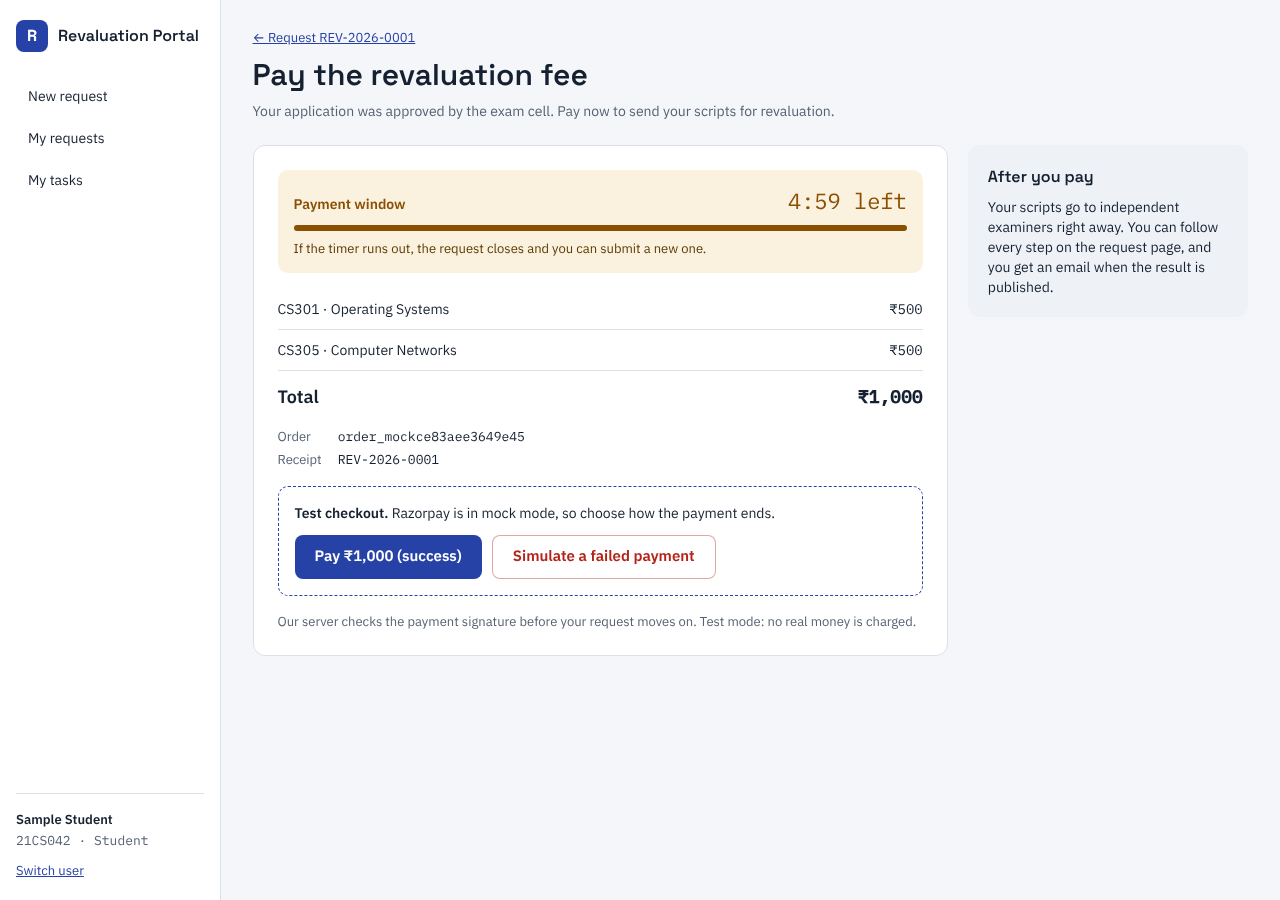 R Revaluation Portal
New request
My requests
My tasks
Sample Student
21CS042 · Student
Switch user
← Request REV-2026-0001
Pay the revaluation fee
Your application was approved by the exam cell. Pay now to send your scripts for revaluation.
Payment window 4:59 left
If the timer runs out, the request closes and you can submit a new one.
CS301 · Operating Systems ₹500
CS305 · Computer Networks ₹500
Total ₹1,000
Order order_mockce83aee3649e45
Receipt REV-2026-0001
Test checkout. Razorpay is in mock mode, so choose how the payment ends.
Pay ₹1,000 (success) Simulate a failed payment
Our server checks the payment signature before your request moves on. Test mode: no real money is charged.
After you pay
Your scripts go to independent
examiners right away. You can follow
every step on the request page, and
you get an email when the result is
published.